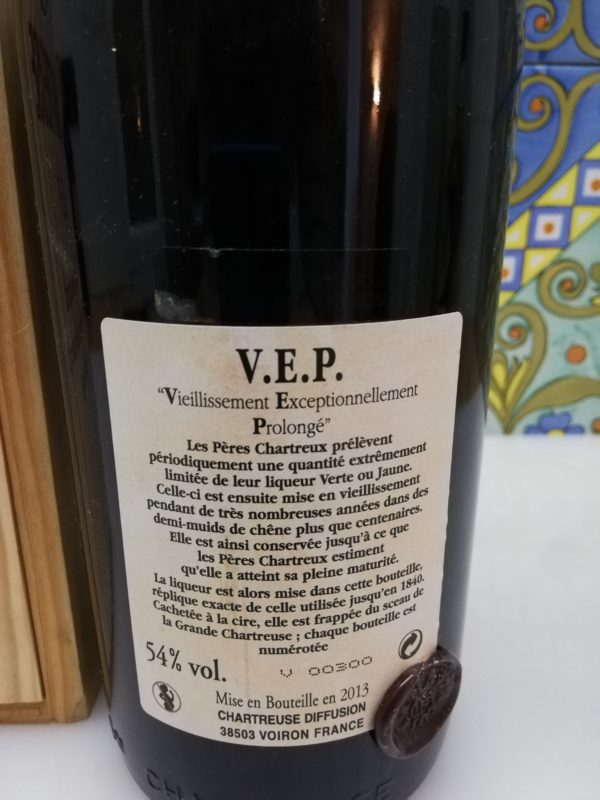 V.E.P.
"Vieillissement Exceptionnellement
Prolongé"
Les Pères Chartreux prélèvent
périodiquement une quantité extrêmement
limitée de leur liqueur Verte ou Jaune.
Celle-ci est ensuite mise en vieillissement
pendant de très nombreuses années dans des
demi-muids de chêne plus que centenaires.
Elle est ainsi conservée jusqu'à ce que
les Pères Chartreux estiment
qu'elle a atteint sa pleine maturité.
La liqueur est alors mise dans cette bouteille,
réplique exacte de celle utilisée jusqu'en 1840.
Cachetée à la cire, elle est frappée du sceau de
la Grande Chartreuse ; chaque bouteille est
numérotée
54% vol.
V 00300
Mise en Bouteille en 2013
CHARTREUSE DIFFUSION
38503 VOIRON FRANCE